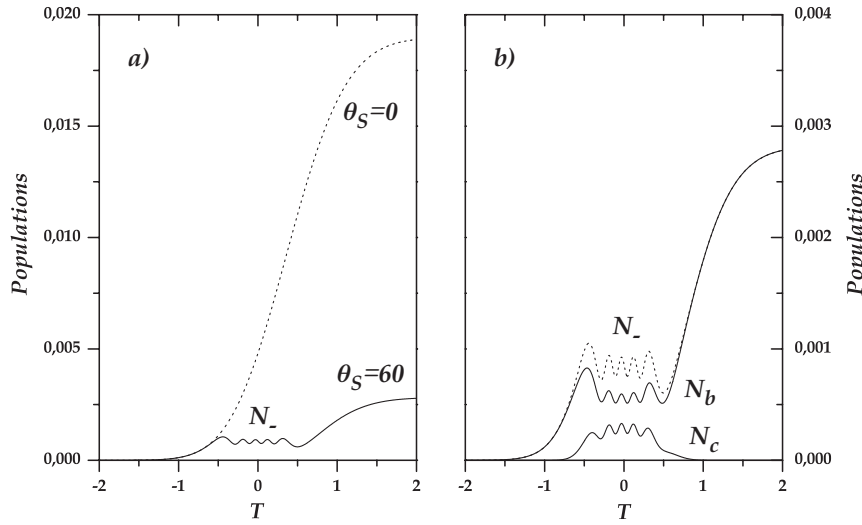 0,020
0,015
0,010
0,005
0,000
Populations
a)
θS=0
θS=60
N-
-2 -1 0 1 2
T
b)
N-
Nb
Nc
-2 -1 0 1 2
T
0,004
0,003
0,002
0,001
0,000
Populations